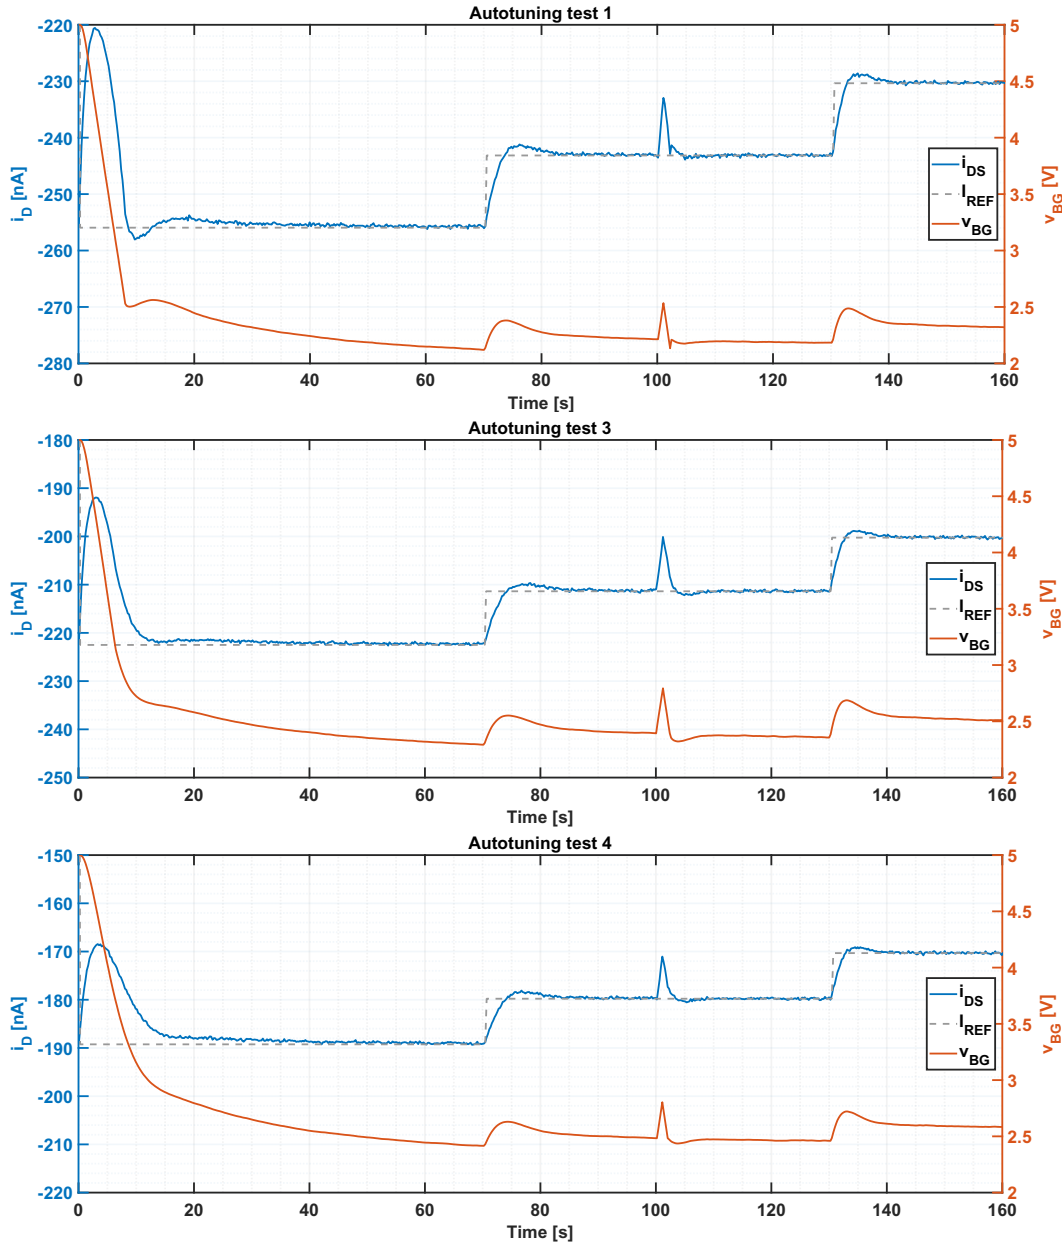 Autotuning test 1
-220
-230
-240
-250
-260
-270
-280
i_D [nA]
5
4.5
4
3.5
3
2.5
2
v_BG [V]
i_DS
I_REF
v_BG
0 20 40 60 80 100 120 140 160
Time [s]
Autotuning test 3
-180
-190
-200
-210
-220
-230
-240
-250
i_D [nA]
5
4.5
4
3.5
3
2.5
2
v_BG [V]
i_DS
I_REF
v_BG
0 20 40 60 80 100 120 140 160
Time [s]
Autotuning test 4
-150
-160
-170
-180
-190
-200
-210
-220
i_D [nA]
5
4.5
4
3.5
3
2.5
2
v_BG [V]
i_DS
I_REF
v_BG
0 20 40 60 80 100 120 140 160
Time [s]